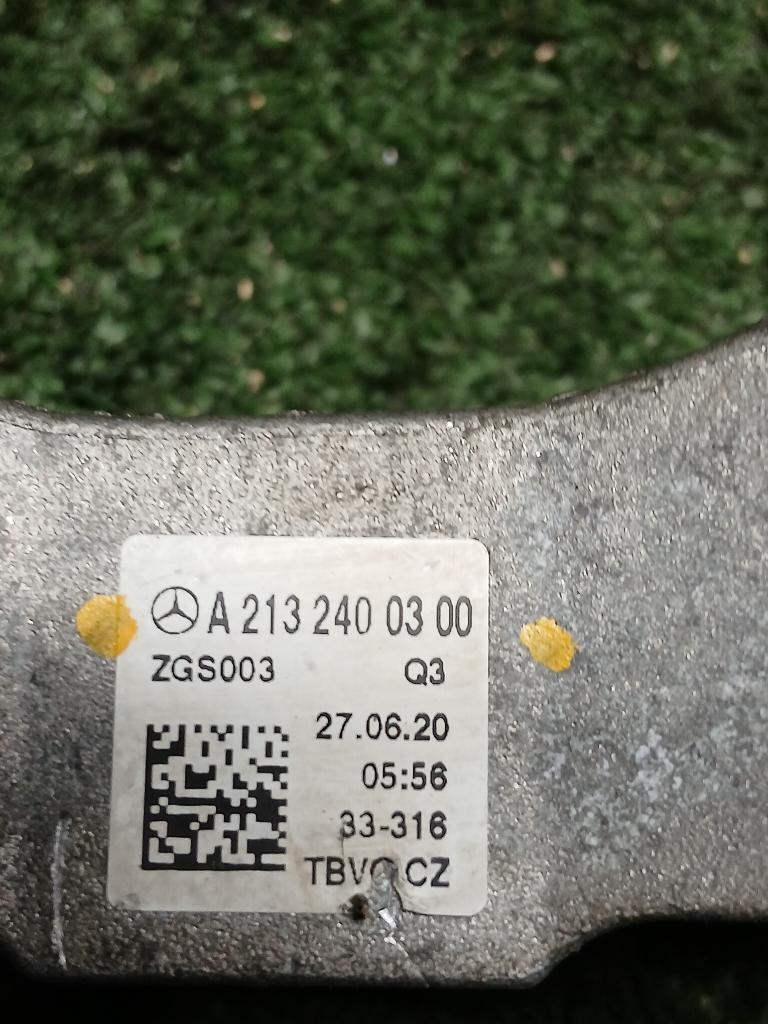 A 213 240 03 00
ZGS003 Q3
27.06.20
05:56
33-316
TBVC CZ